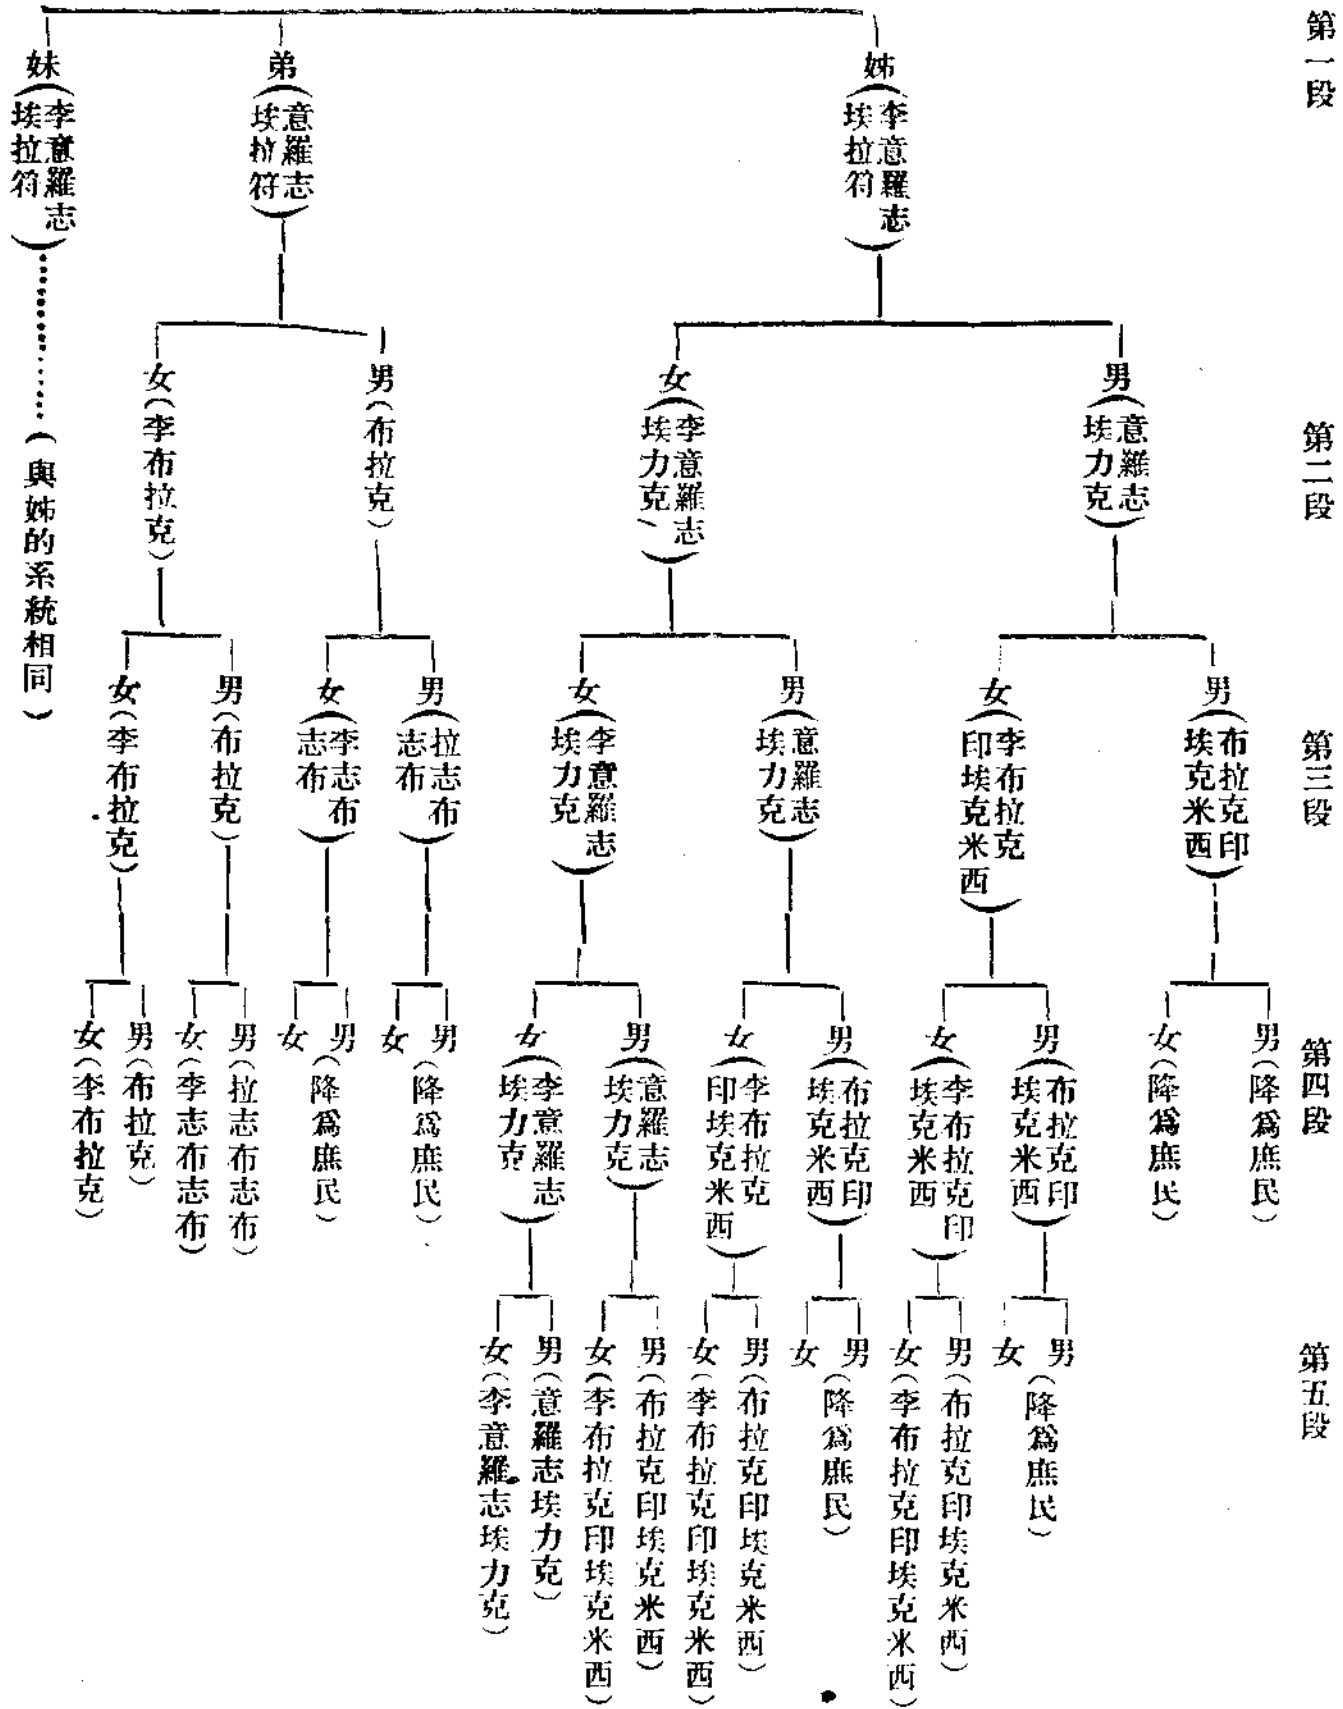 第一段
姊(李意羅志埃拉符)
弟(意羅志埃拉符)
妹(李意羅志埃拉符)………(與姊的系統相同)
第二段
男(意羅志埃力克)
女(李意羅志埃力克)
男(布拉克)
女(李布拉克)
第三段
男(布拉克印埃克米西)
女(李布拉克印埃克米西)
男(意羅志埃力克)
女(李意羅志埃力克)
男(拉志布志布)
女(李志布志布)
男(布拉克)
女(李布拉克)
第四段
男(降爲庶民)
女(降爲庶民)
男(布拉克印埃克米西)
女(李布拉克印埃克米西)
男(布拉克印埃克米西)
女(李布拉克印埃克米西)
男(意羅志埃力克)
女(李意羅志埃力克)
男女(降爲庶民)
男女(降爲庶民)
男(拉志布志布)
女(李志布志布)
男(布拉克)
女(李布拉克)
第五段
男女(降爲庶民)
男(布拉克印埃克米西)
女(李布拉克印埃克米西)
男女(降爲庶民)
男(布拉克印埃克米西)
女(李布拉克印埃克米西)
男(布拉克印埃克米西)
女(李布拉克印埃克米西)
男(意羅志埃力克)
女(李意羅志埃力克)